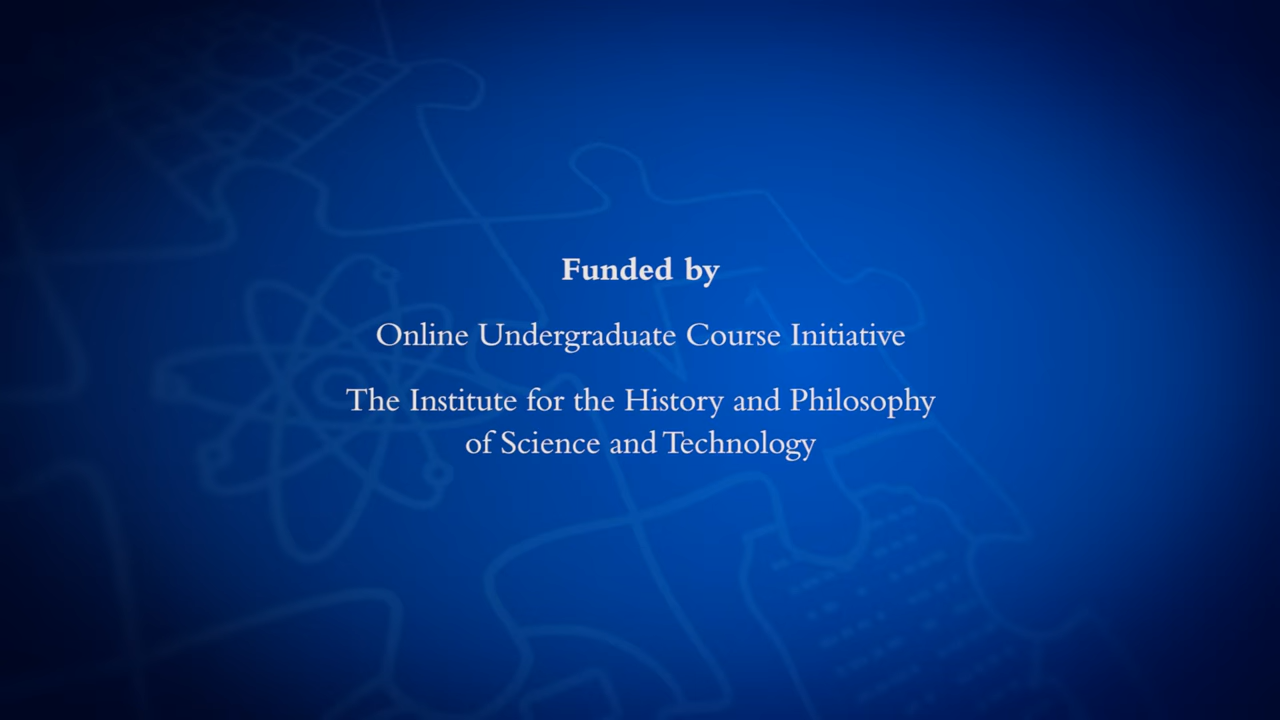 Funded by
Online Undergraduate Course Initiative
The Institute for the History and Philosophy
of Science and Technology